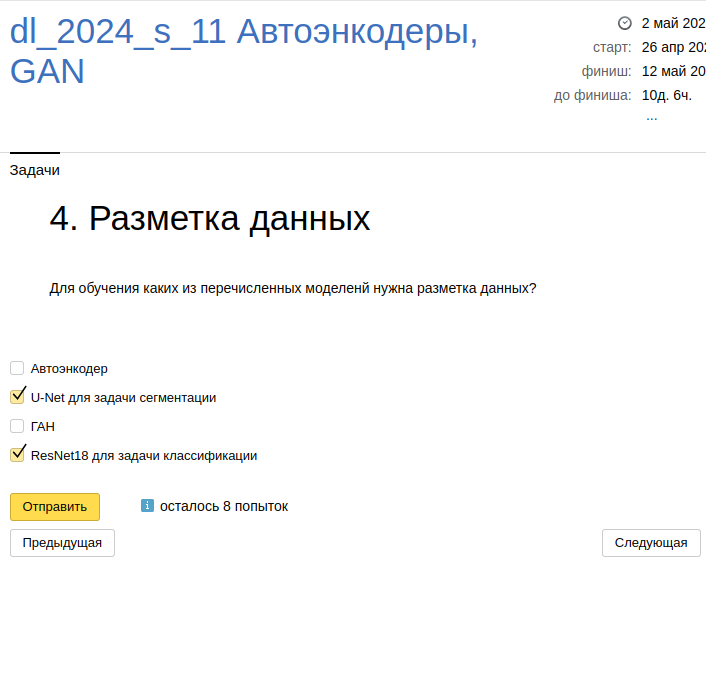 dl_2024_s_11 Автоэнкодеры,
GAN
2 май 202
старт: 26 апр 202
финиш: 12 май 20
до финиша: 10д. 6ч.
...
Задачи
4. Разметка данных
Для обучения каких из перечисленных моделенй нужна разметка данных?
Автоэнкодер
U-Net для задачи сегментации
ГАН
ResNet18 для задачи классификации
Отправить
осталось 8 попыток
Предыдущая
Следующая